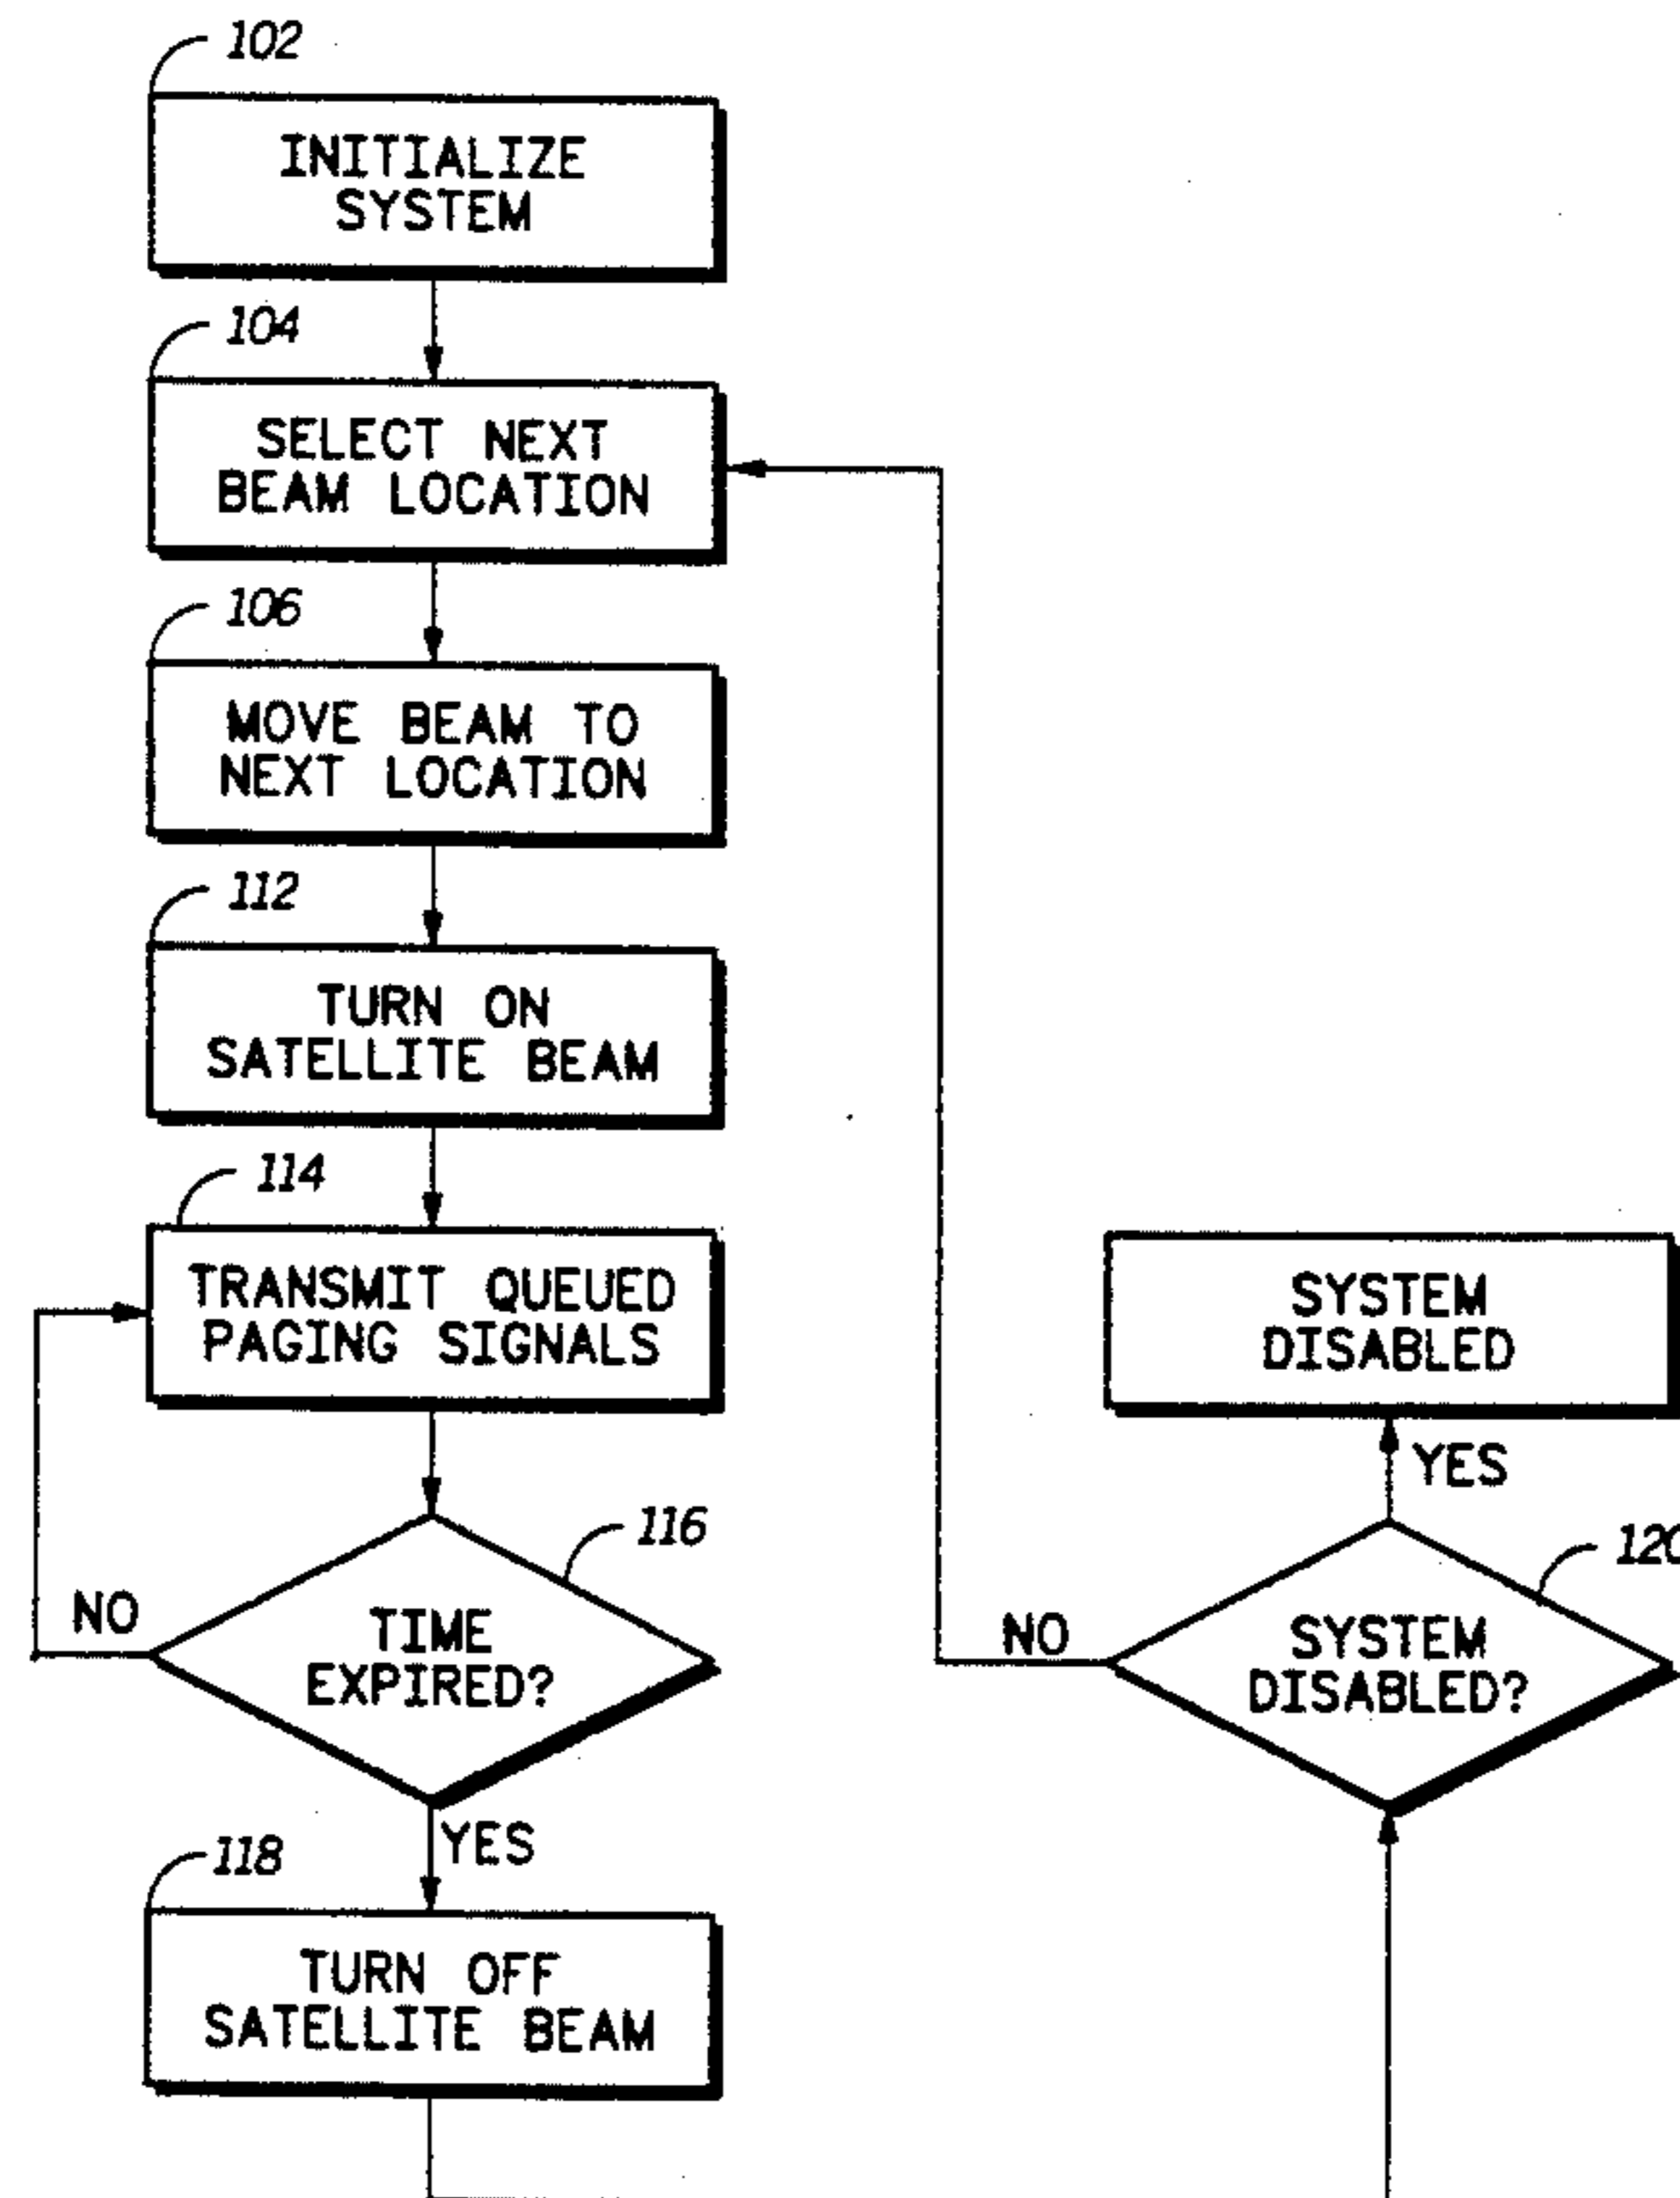 102
INITIALIZE
SYSTEM
104
SELECT NEXT
BEAM LOCATION
106
MOVE BEAM TO
NEXT LOCATION
112
TURN ON
SATELLITE BEAM
114
TRANSMIT QUEUED
PAGING SIGNALS
116
TIME
EXPIRED?
NO
YES
118
TURN OFF
SATELLITE BEAM
120
SYSTEM
DISABLED?
NO
YES
SYSTEM
DISABLED